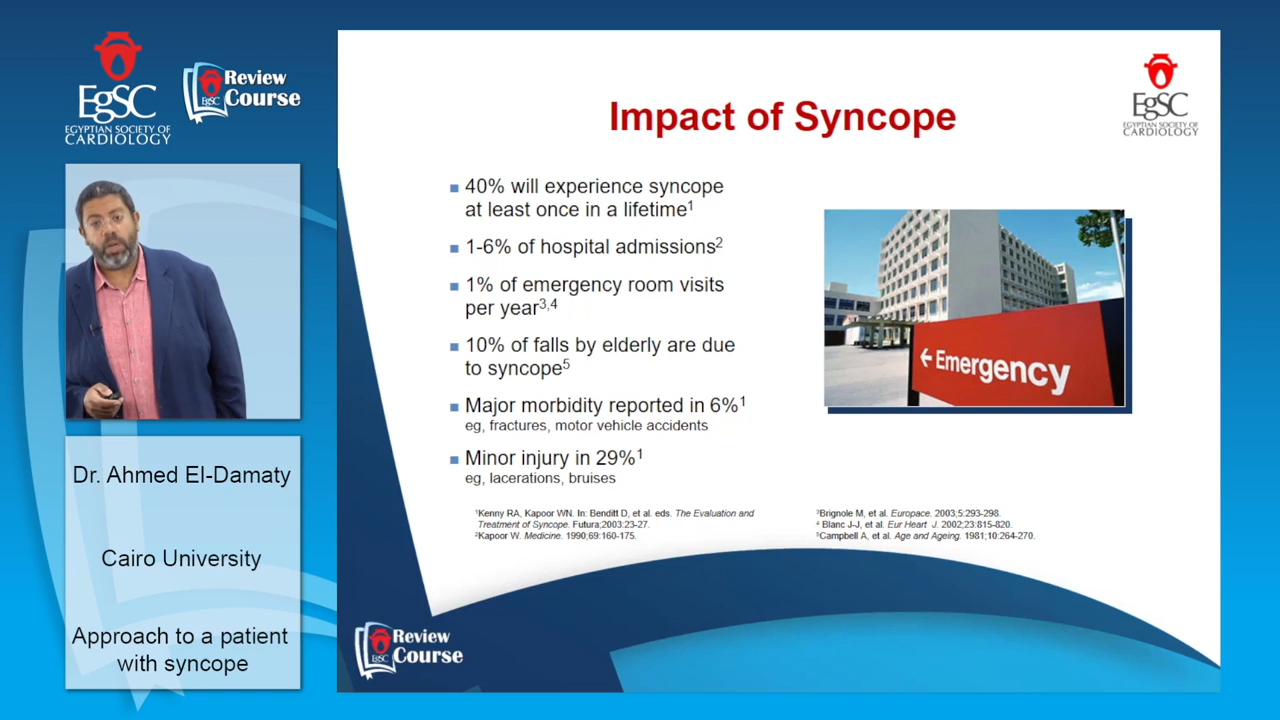 EgSC
EGYPTIAN SOCIETY OF
CARDIOLOGY
EgSC
Review
Course
Dr. Ahmed El-Damaty
Cairo University
Approach to a patient
with syncope
EgSC
EGYPTIAN SOCIETY OF
CARDIOLOGY
Impact of Syncope
▪ 40% will experience syncope
at least once in a lifetime¹
▪ 1-6% of hospital admissions²
▪ 1% of emergency room visits
per year³,⁴
▪ 10% of falls by elderly are due
to syncope⁵
▪ Major morbidity reported in 6%¹
eg, fractures, motor vehicle accidents
▪ Minor injury in 29%¹
eg, lacerations, bruises
← Emergency
¹Kenny RA, Kapoor WN. In: Benditt D, et al. eds. The Evaluation and
Treatment of Syncope. Futura;2003:23-27.
²Kapoor W. Medicine. 1990;69:160-175.
³Brignole M, et al. Europace. 2003;5:293-298.
⁴ Blanc J-J, et al. Eur Heart J. 2002;23:815-820.
⁵Campbell A, et al. Age and Ageing. 1981;10:264-270.
EgSC
Review
Course